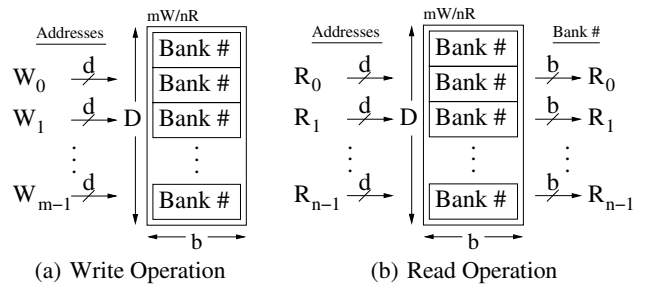 mW/nR
Addresses
W0 d Bank #
Bank #
W1 d D Bank #
Wm−1 d Bank #
b
(a) Write Operation
mW/nR
Addresses Bank #
Bank #
R0 d Bank # b R0
R1 d D Bank # b R1
Rn−1 d Bank # b Rn−1
b
(b) Read Operation